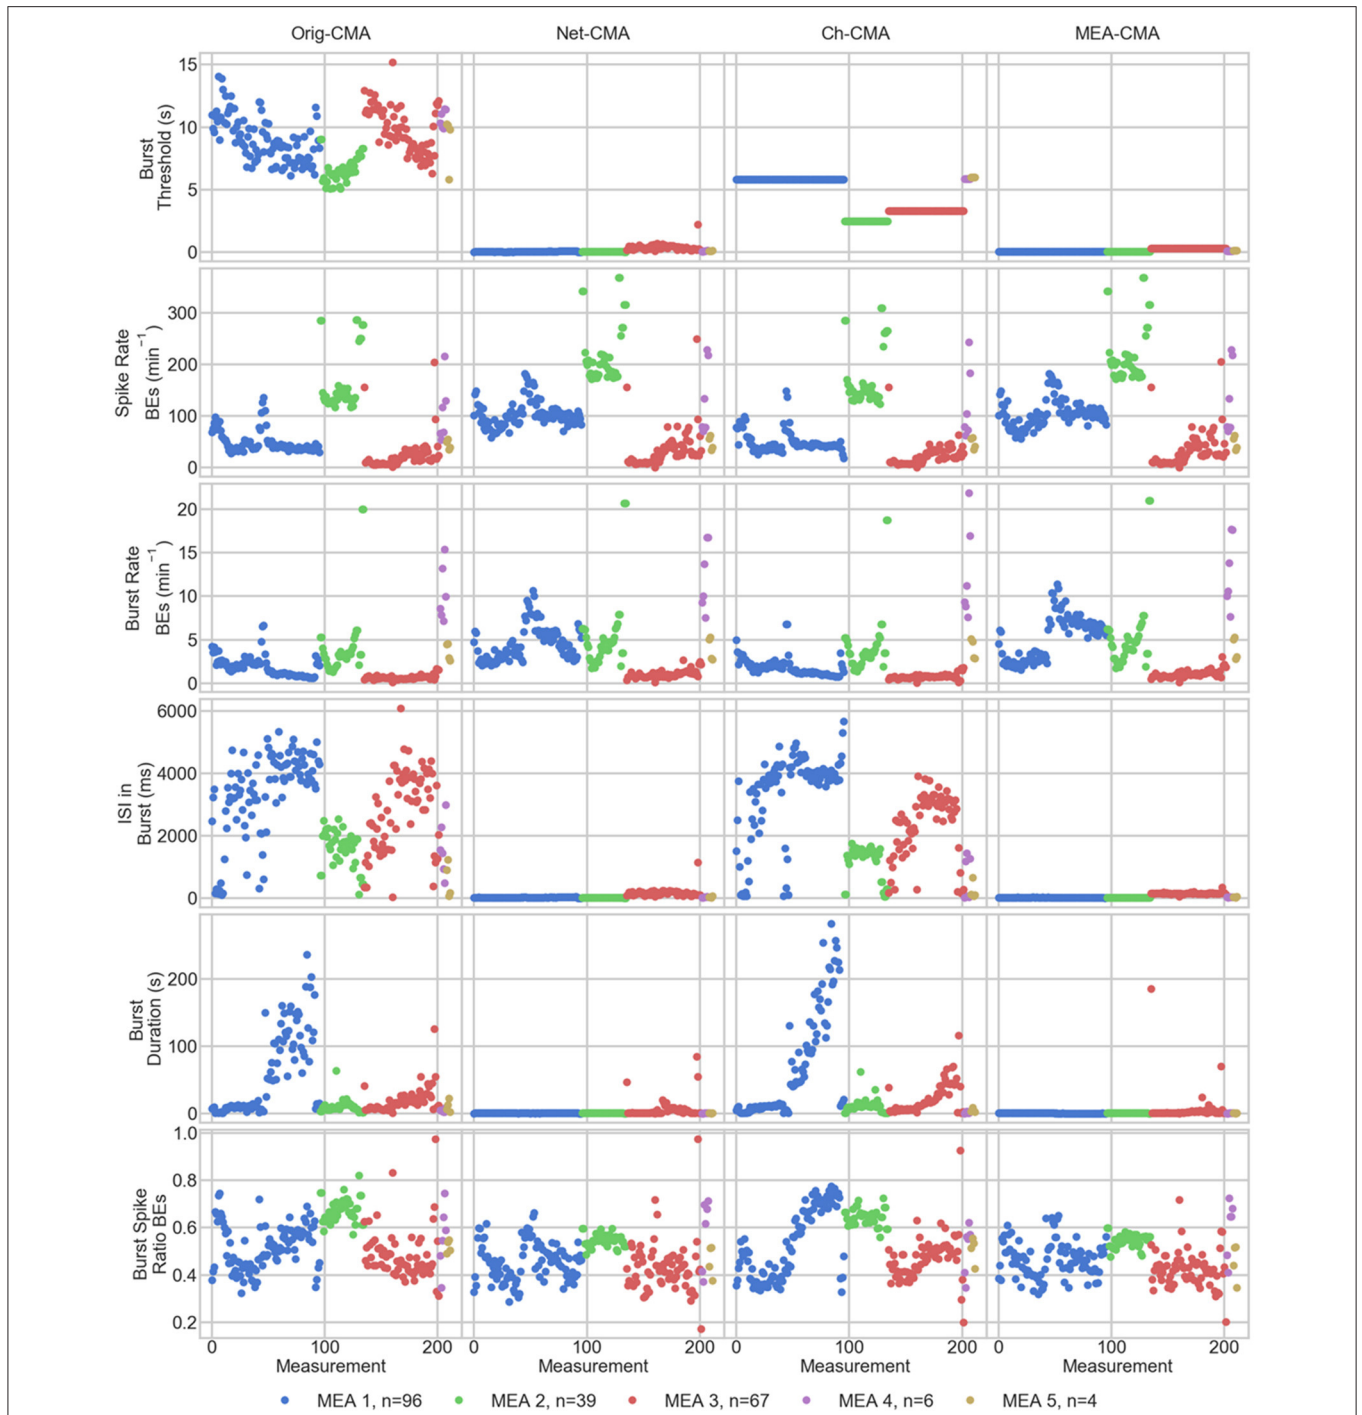 Orig-CMA Net-CMA Ch-CMA MEA-CMA
Burst
Threshold (s)
15
10
5
0
Spike Rate
BEs (min⁻¹)
300
200
100
0
Burst Rate
BEs (min⁻¹)
20
15
10
5
0
ISI in
Burst (ms)
6000
4000
2000
0
Burst
Duration (s)
200
100
0
Burst Spike
Ratio BEs
1.0
0.8
0.6
0.4
0.2
0 100 200 0 100 200 0 100 200 0 100 200
Measurement Measurement Measurement Measurement
MEA 1, n=96 MEA 2, n=39 MEA 3, n=67 MEA 4, n=6 MEA 5, n=4